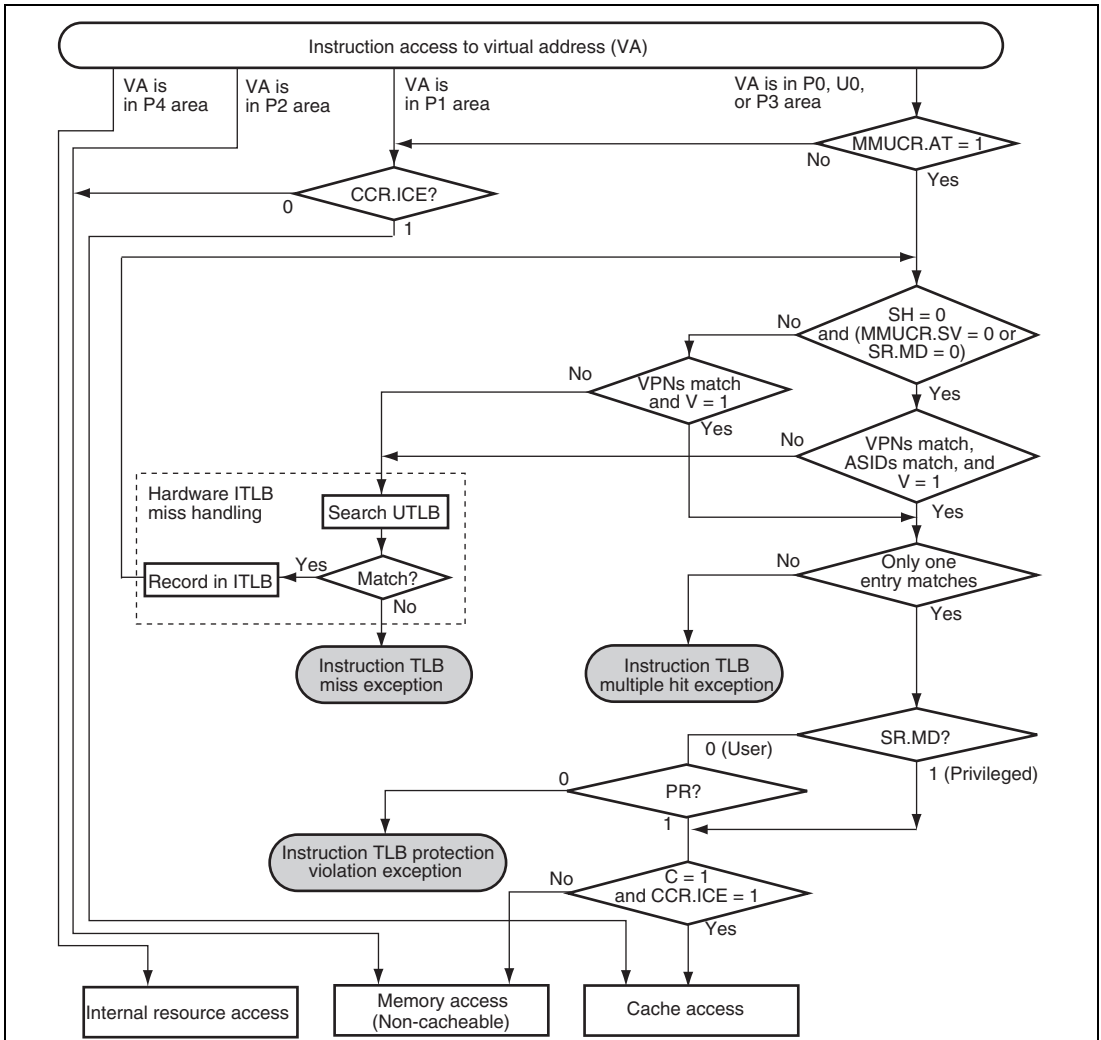 Instruction access to virtual address (VA)
VA is
in P4 area
VA is
in P2 area
VA is
in P1 area
VA is in P0, U0,
or P3 area
MMUCR.AT = 1
No
Yes
CCR.ICE?
0
1
SH = 0
and (MMUCR.SV = 0 or
SR.MD = 0)
No
Yes
VPNs match
and V = 1
No
Yes
VPNs match,
ASIDs match, and
V = 1
No
Yes
Hardware ITLB
miss handling
Search UTLB
Match?
Yes
No
Record in ITLB
Only one
entry matches
No
Yes
Instruction TLB
miss exception
Instruction TLB
multiple hit exception
SR.MD?
0 (User)
1 (Privileged)
PR?
0
1
Instruction TLB protection
violation exception
C = 1
and CCR.ICE = 1
No
Yes
Internal resource access
Memory access
(Non-cacheable)
Cache access